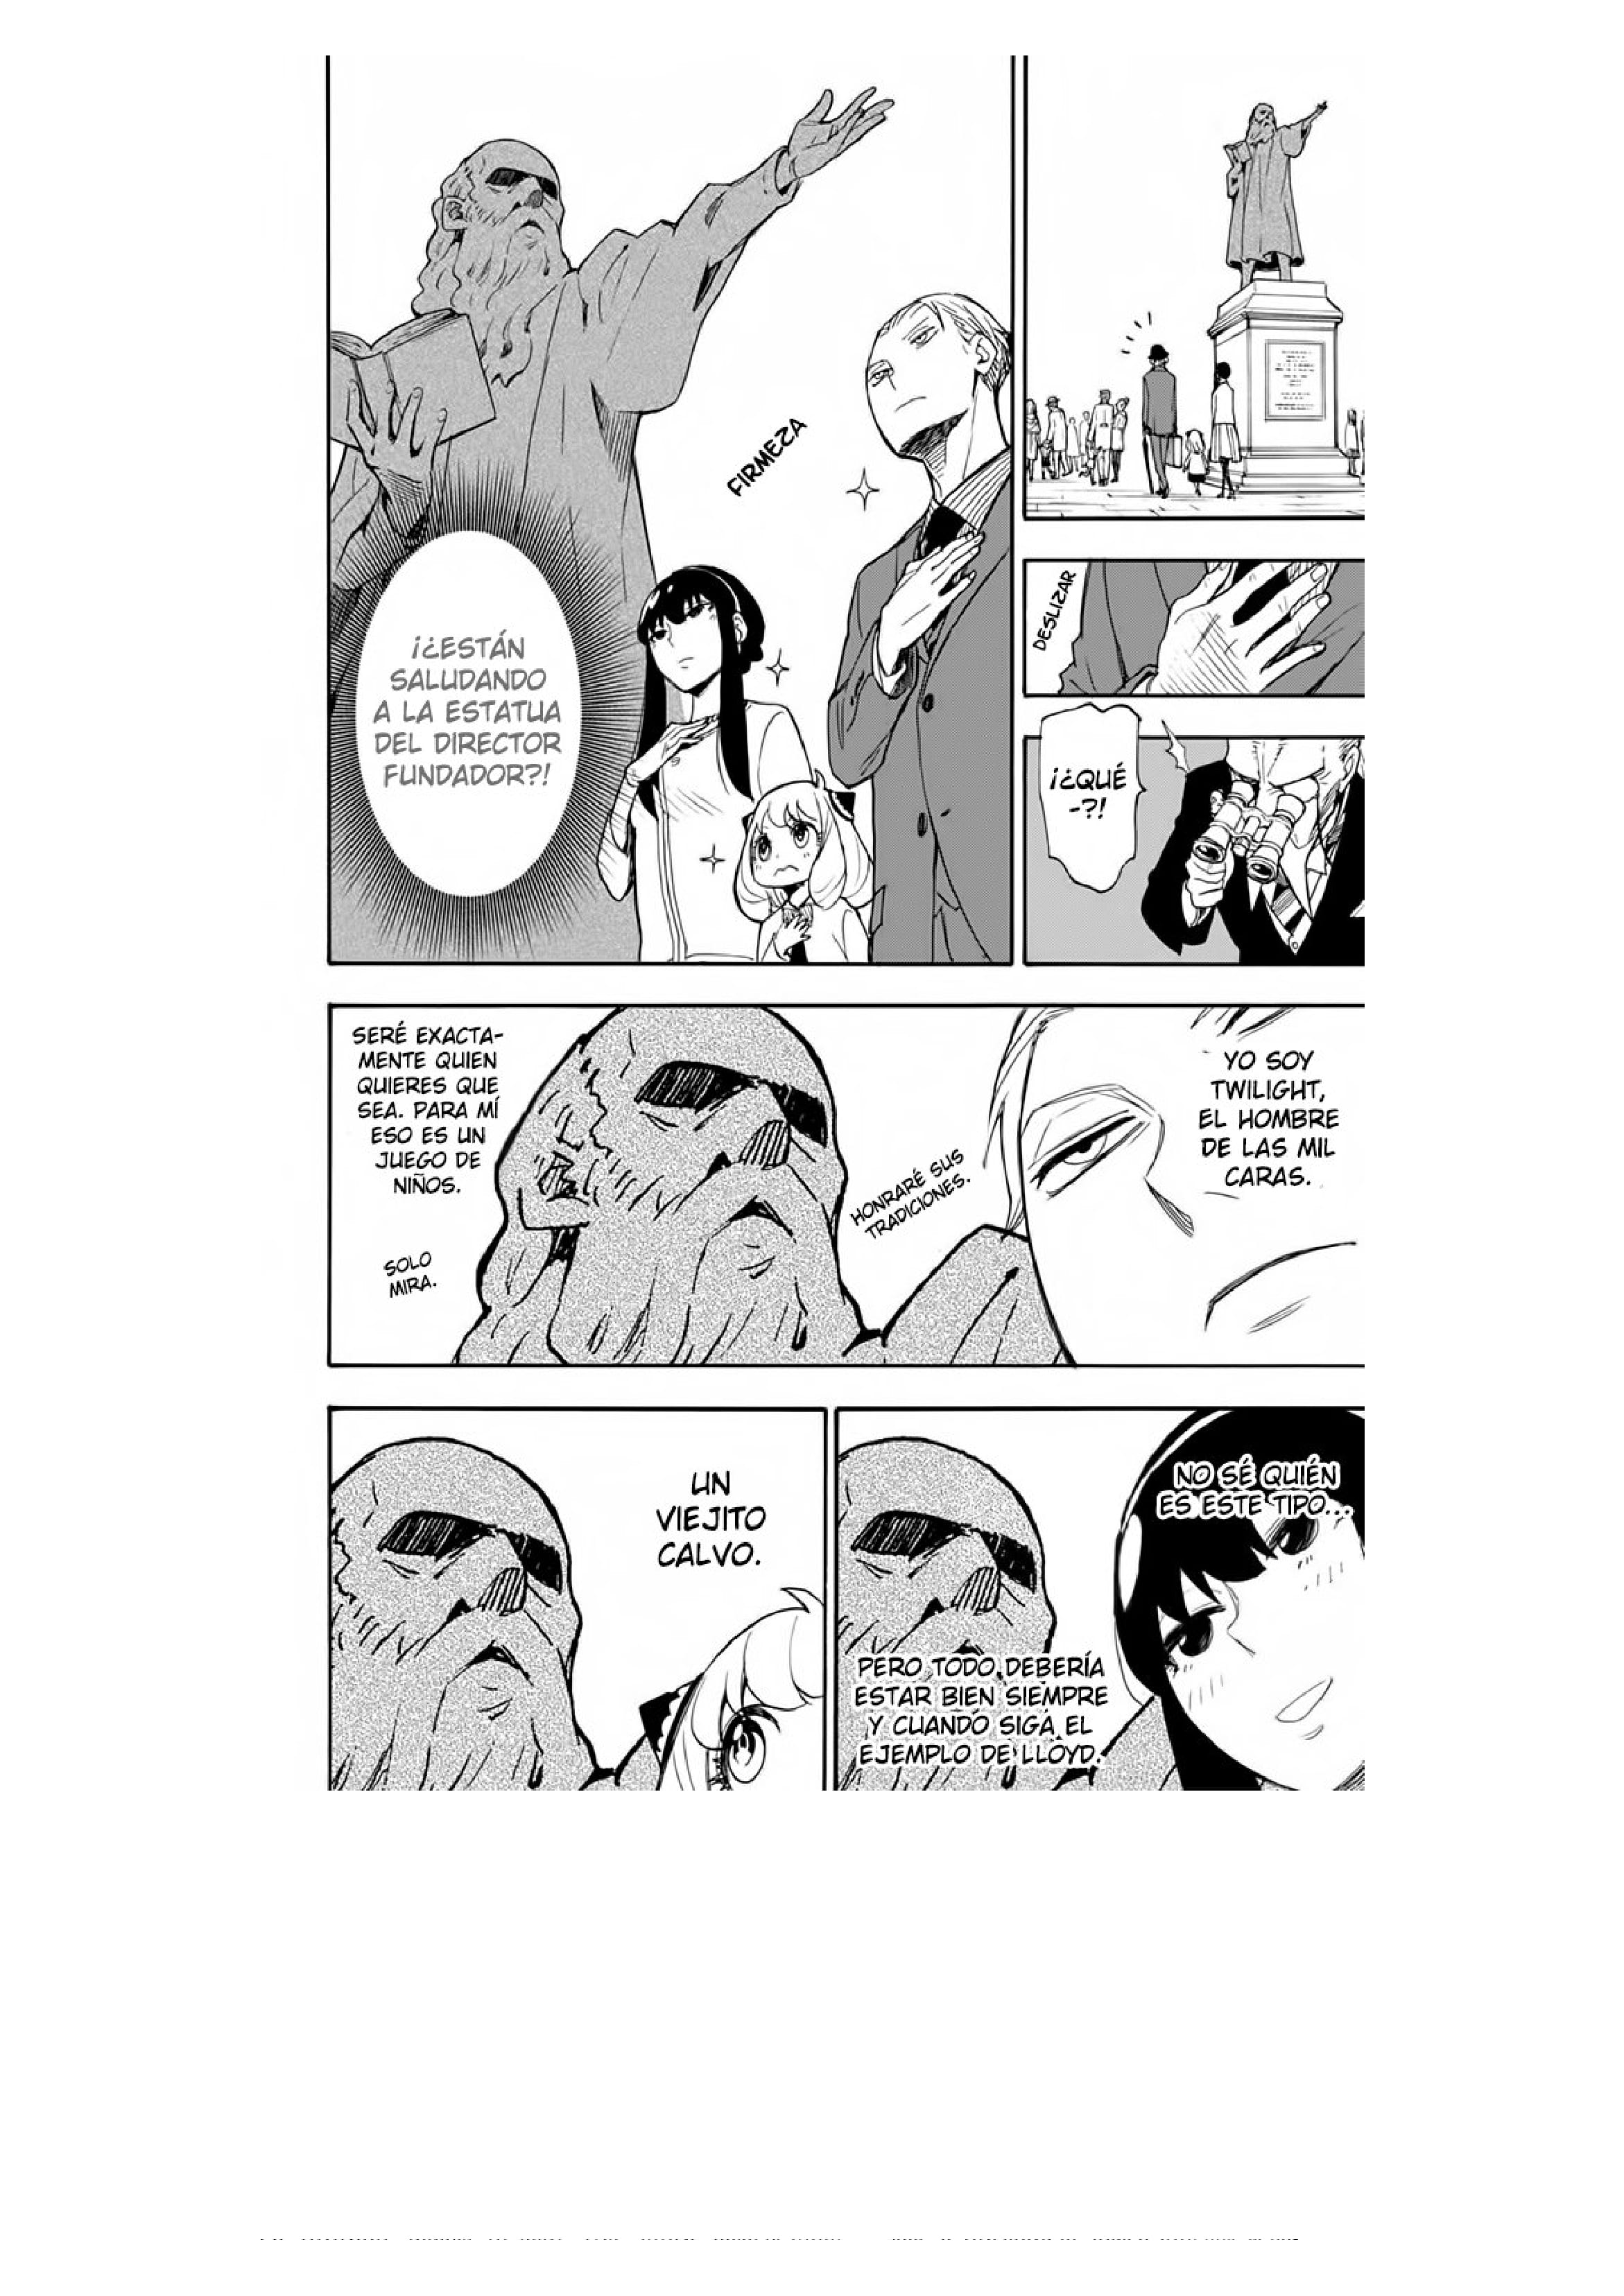 DESLIZAR
¡¿QUÉ
-?!
FIRMEZA
¡¿ESTÁN
SALUDANDO
A LA ESTATUA
DEL DIRECTOR
FUNDADOR?!
YO SOY
TWILIGHT,
EL HOMBRE
DE LAS MIL
CARAS.
HONRARÉ SUS
TRADICIONES.
SERÉ EXACTA-
MENTE QUIEN
QUIERES QUE
SEA. PARA MÍ
ESO ES UN
JUEGO DE
NIÑOS.
SOLO
MIRA.
NO SÉ QUIÉN
ES ESTE TIPO...
PERO TODO DEBERÍA
ESTAR BIEN SIEMPRE
Y CUANDO SIGA EL
EJEMPLO DE LLOYD.
UN
VIEJITO
CALVO.